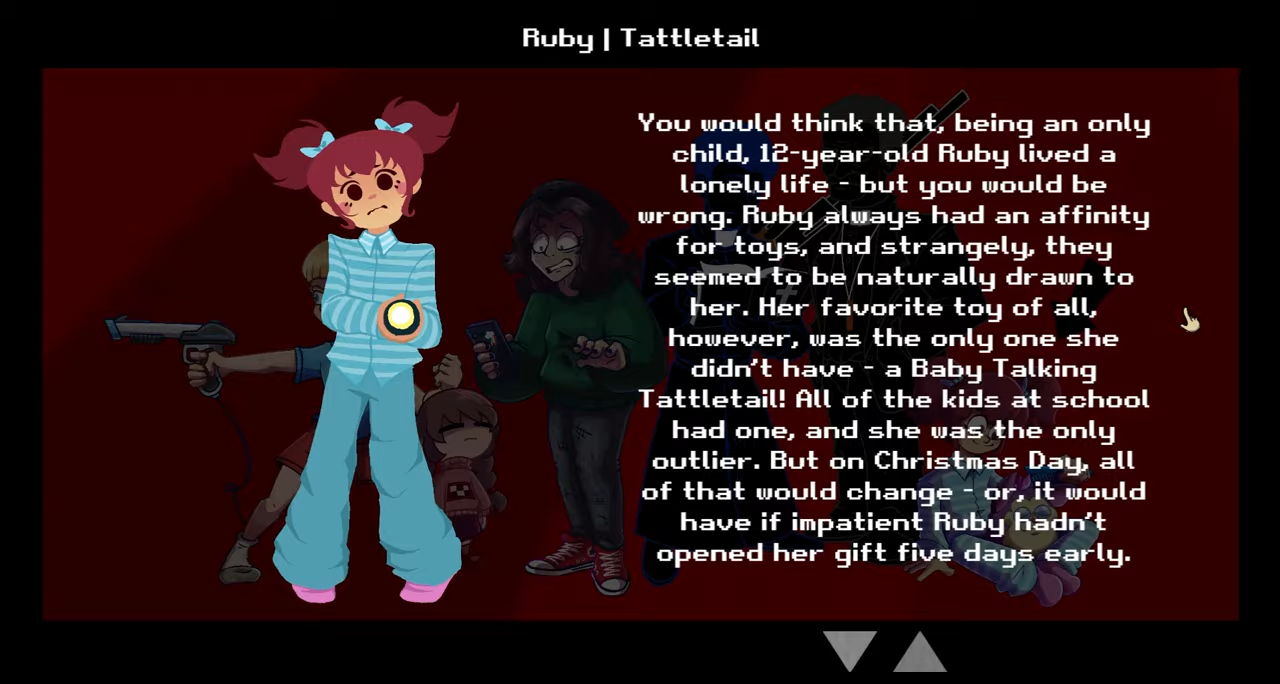 Ruby | Tattletail
You would think that, being an only
child, 12-year-old Ruby lived a
lonely life - but you would be
wrong. Ruby always had an affinity
for toys, and strangely, they
seemed to be naturally drawn to
her. Her favorite toy of all,
however, was the only one she
didn't have - a Baby Talking
Tattletail! All of the kids at school
had one, and she was the only
outlier. But on Christmas Day, all
of that would change - or, it would
have if impatient Ruby hadn't
opened her gift five days early.